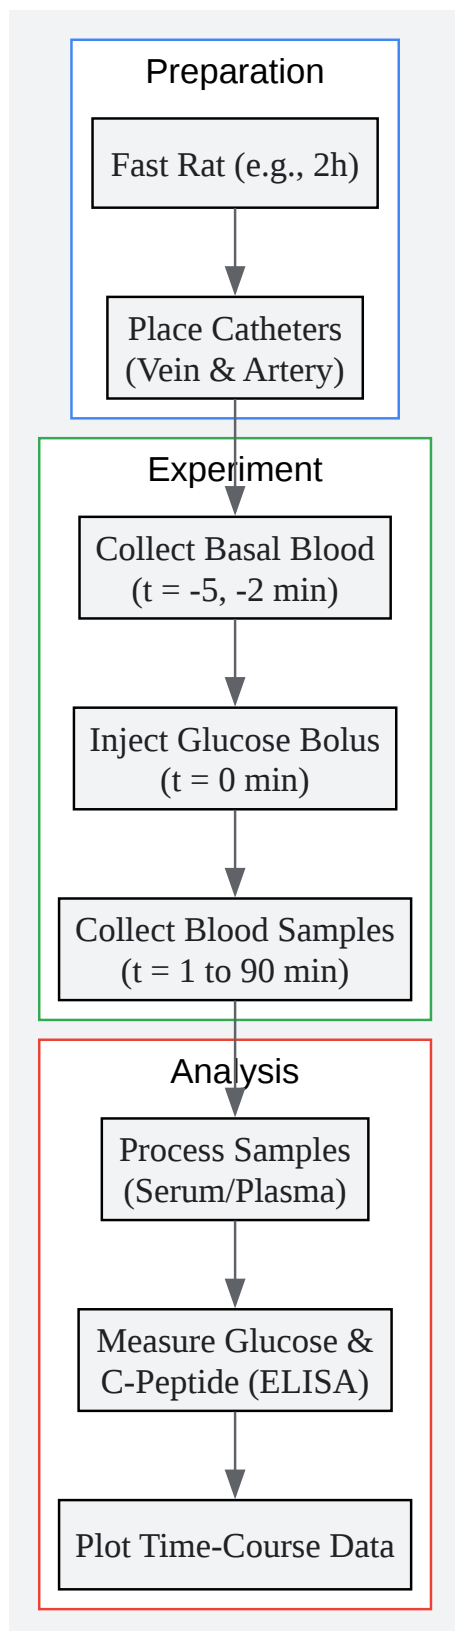 Preparation
Fast Rat (e.g., 2h)
Place Catheters
(Vein & Artery)
Experiment
Collect Basal Blood
(t = -5, -2 min)
Inject Glucose Bolus
(t = 0 min)
Collect Blood Samples
(t = 1 to 90 min)
Analysis
Process Samples
(Serum/Plasma)
Measure Glucose &
C-Peptide (ELISA)
Plot Time-Course Data